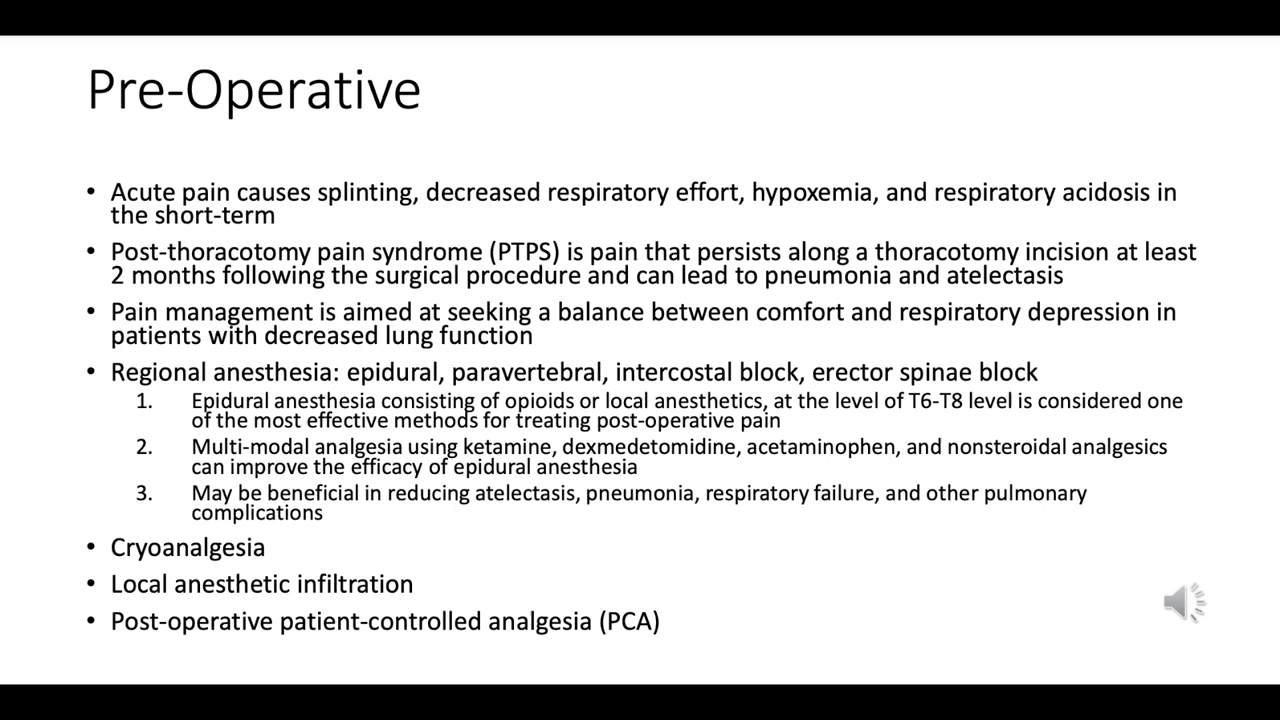 Pre-Operative
• Acute pain causes splinting, decreased respiratory effort, hypoxemia, and respiratory acidosis in
the short-term
• Post-thoracotomy pain syndrome (PTPS) is pain that persists along a thoracotomy incision at least
2 months following the surgical procedure and can lead to pneumonia and atelectasis
• Pain management is aimed at seeking a balance between comfort and respiratory depression in
patients with decreased lung function
• Regional anesthesia: epidural, paravertebral, intercostal block, erector spinae block
1. Epidural anesthesia consisting of opioids or local anesthetics, at the level of T6-T8 level is considered one
of the most effective methods for treating post-operative pain
2. Multi-modal analgesia using ketamine, dexmedetomidine, acetaminophen, and nonsteroidal analgesics
can improve the efficacy of epidural anesthesia
3. May be beneficial in reducing atelectasis, pneumonia, respiratory failure, and other pulmonary
complications
• Cryoanalgesia
• Local anesthetic infiltration
• Post-operative patient-controlled analgesia (PCA)